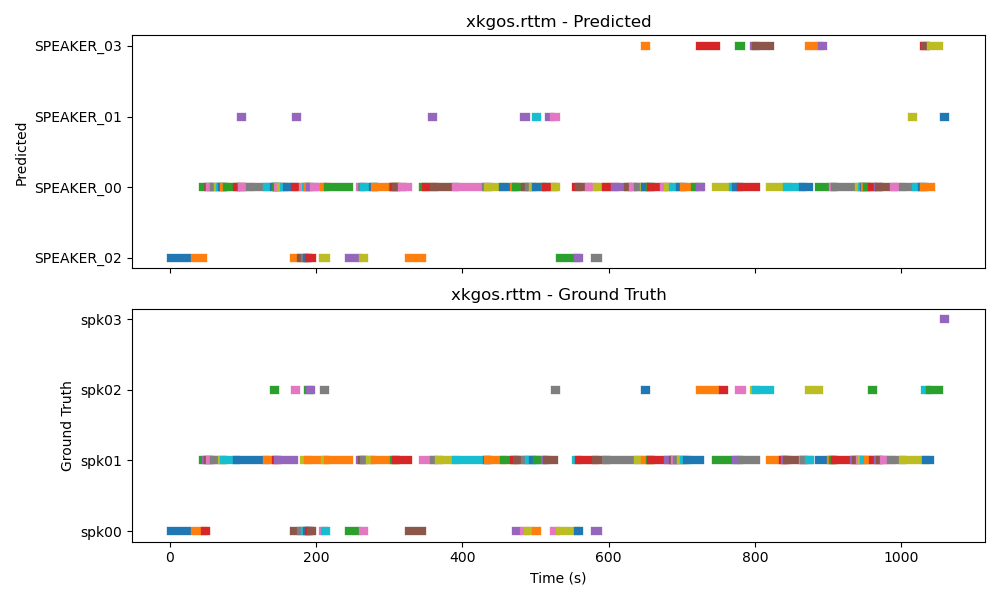 xkgos.rttm - Predicted
SPEAKER_03
SPEAKER_01
SPEAKER_00
SPEAKER_02
Predicted
xkgos.rttm - Ground Truth
spk03
spk02
spk01
spk00
Ground Truth
0 200 400 600 800 1000
Time (s)